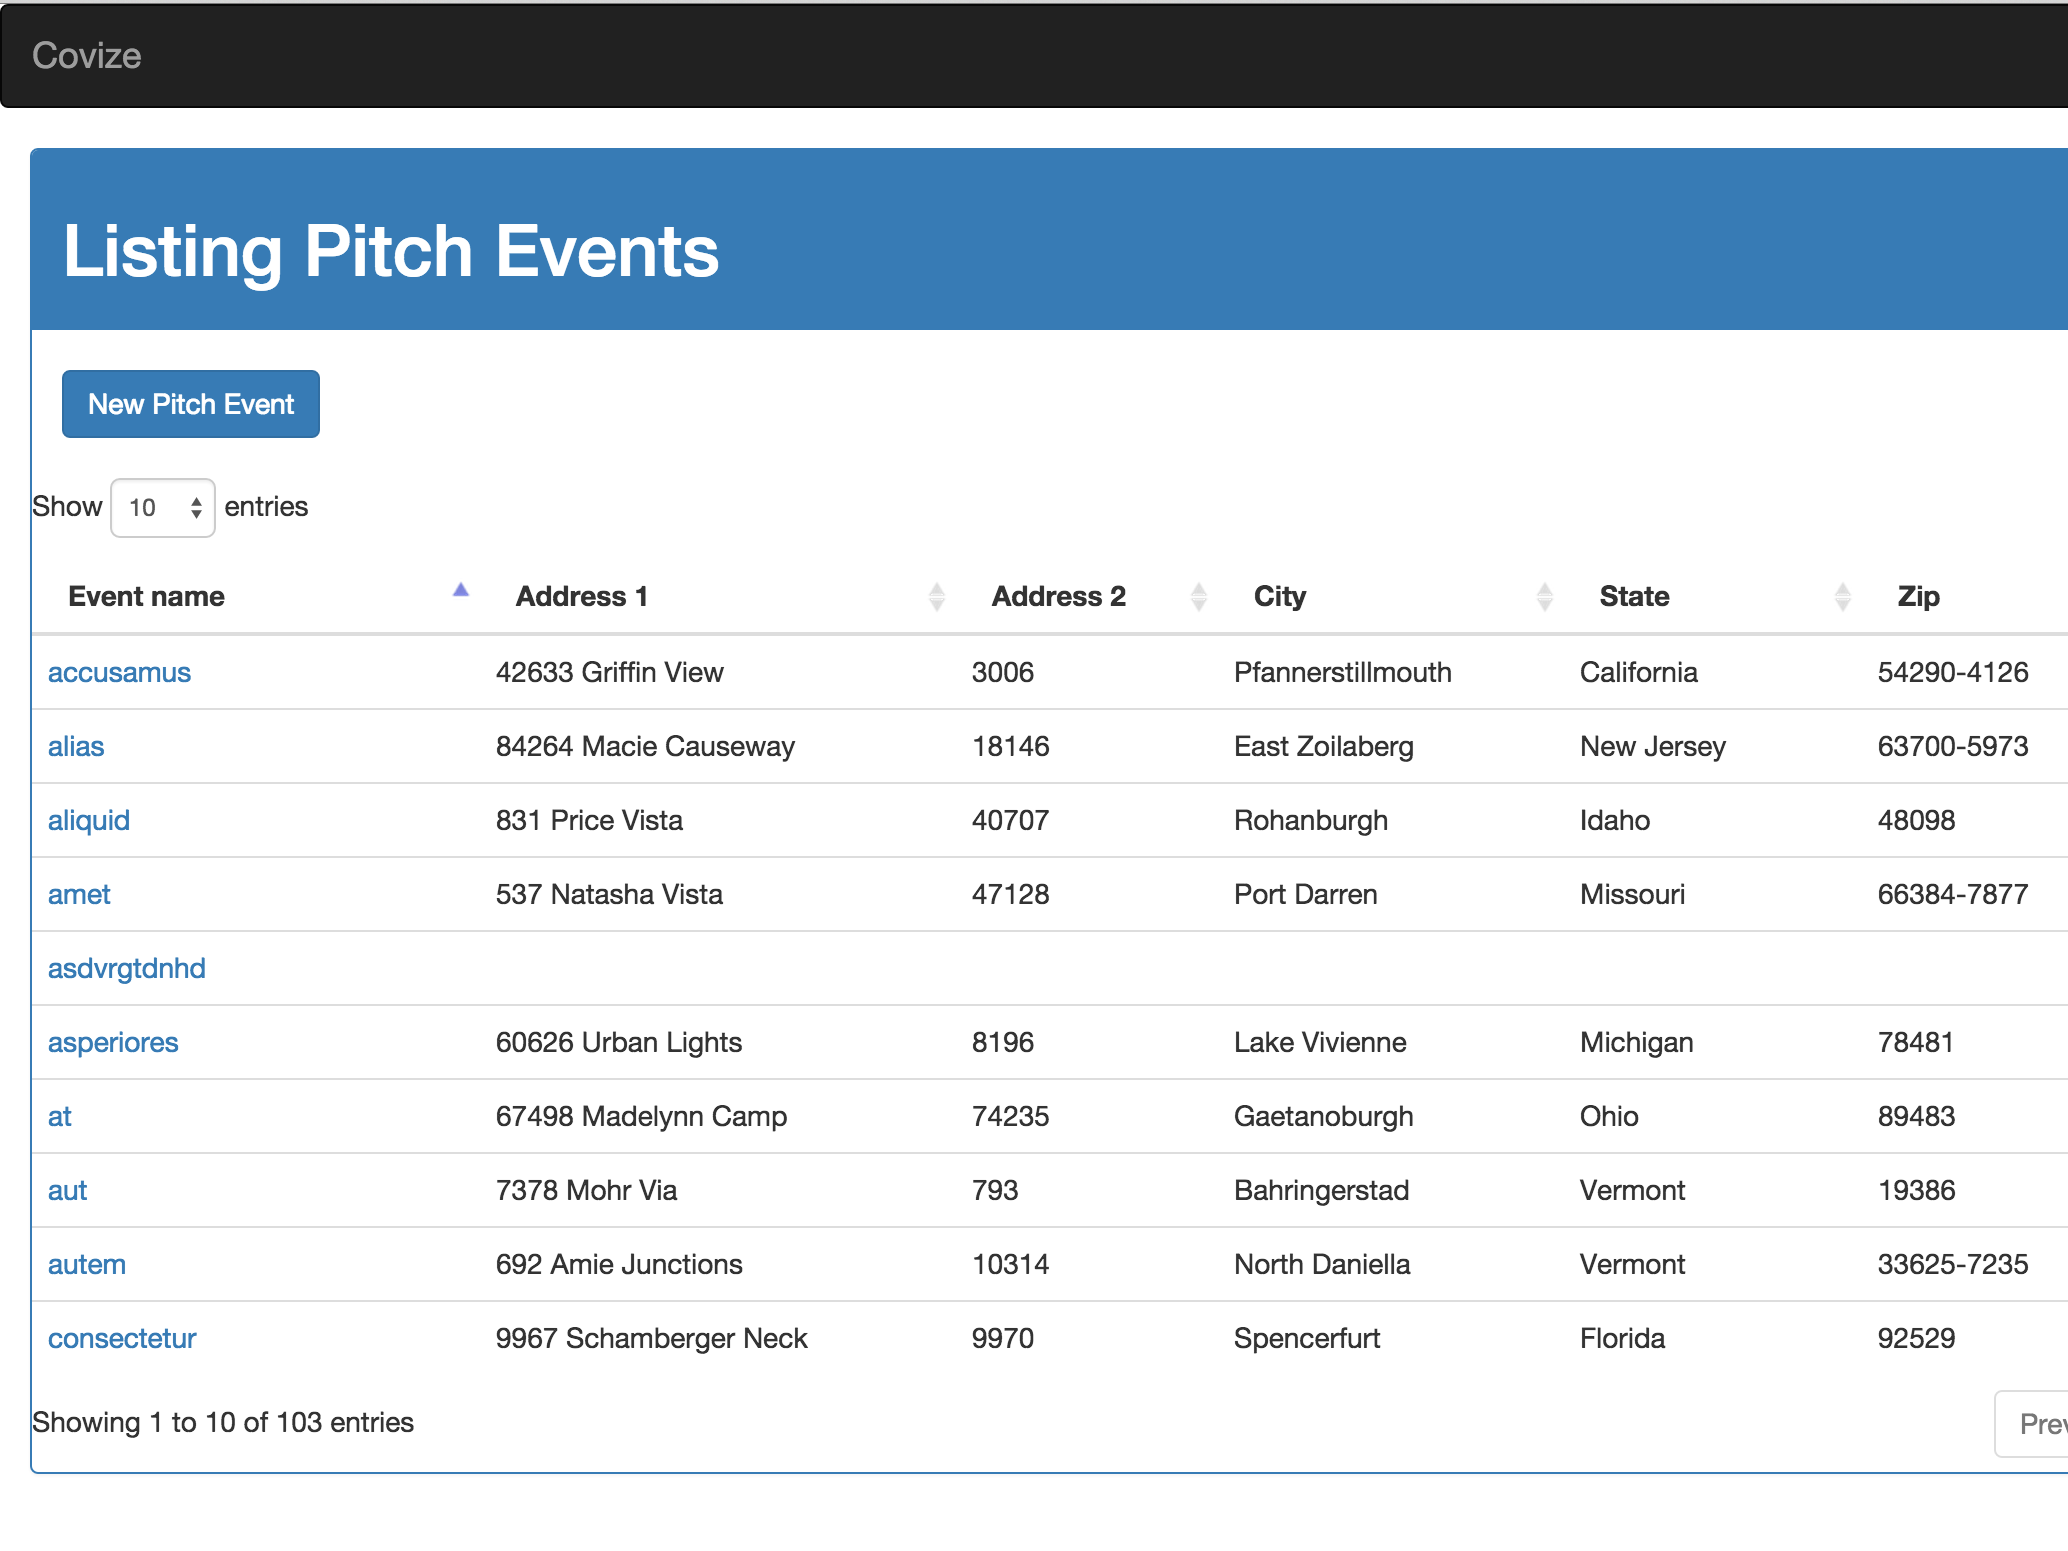 Covize
Listing Pitch Events
New Pitch Event
Show 10 entries
Event name Address 1 Address 2 City State Zip
accusamus 42633 Griffin View 3006 Pfannerstillmouth California 54290-4126
alias 84264 Macie Causeway 18146 East Zoilaberg New Jersey 63700-5973
aliquid 831 Price Vista 40707 Rohanburgh Idaho 48098
amet 537 Natasha Vista 47128 Port Darren Missouri 66384-7877
asdvrgtdnhd
asperiores 60626 Urban Lights 8196 Lake Vivienne Michigan 78481
at 67498 Madelynn Camp 74235 Gaetanoburgh Ohio 89483
aut 7378 Mohr Via 793 Bahringerstad Vermont 19386
autem 692 Amie Junctions 10314 North Daniella Vermont 33625-7235
consectetur 9967 Schamberger Neck 9970 Spencerfurt Florida 92529
Showing 1 to 10 of 103 entries